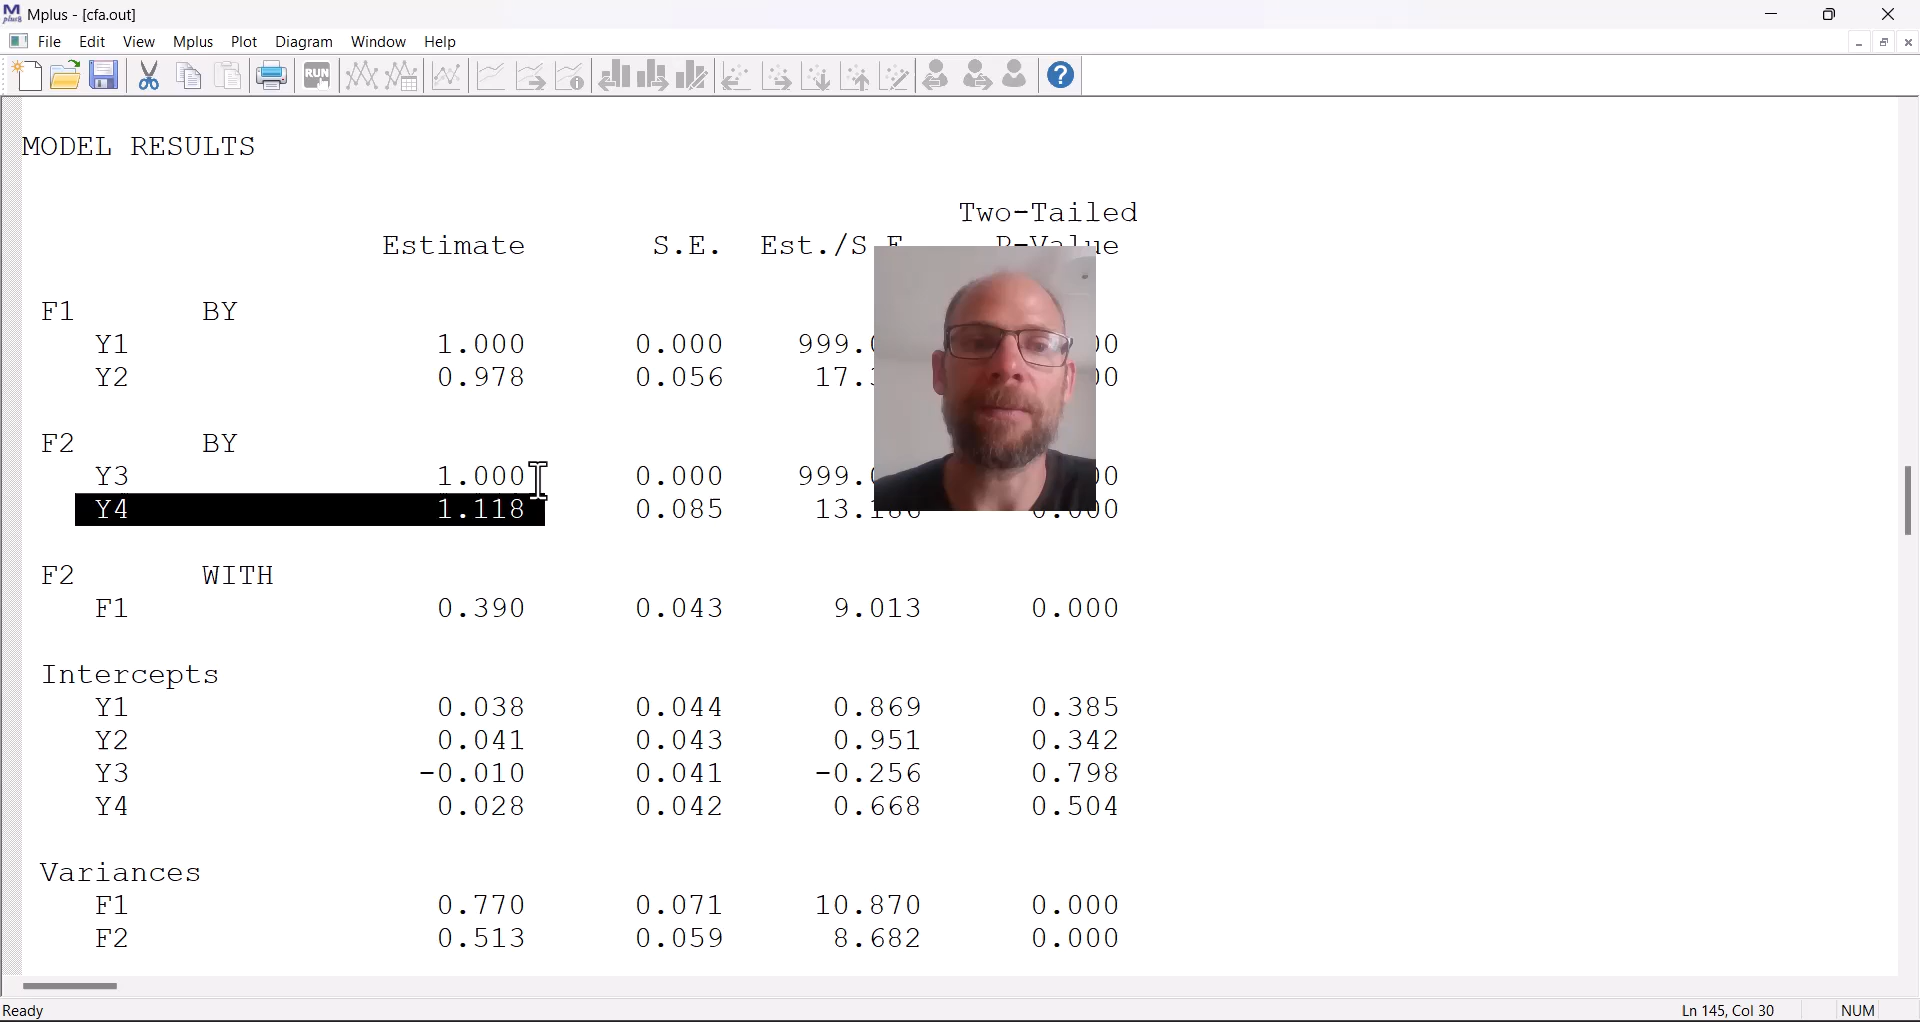 Mplus - [cfa.out]
File Edit View Mplus Plot Diagram Window Help
RUN
MODEL RESULTS
Two-Tailed
Estimate S.E. Est./S.E. P-Value
F1 BY
Y1 1.000 0.000 999.
Y2 0.978 0.056 17.
F2 BY
Y3 1.000 0.000 999.
Y4 1.118 0.085 13. 0.000
F2 WITH
F1 0.390 0.043 9.013 0.000
Intercepts
Y1 0.038 0.044 0.869 0.385
Y2 0.041 0.043 0.951 0.342
Y3 -0.010 0.041 -0.256 0.798
Y4 0.028 0.042 0.668 0.504
Variances
F1 0.770 0.071 10.870 0.000
F2 0.513 0.059 8.682 0.000
Ready Ln 145, Col 30 NUM